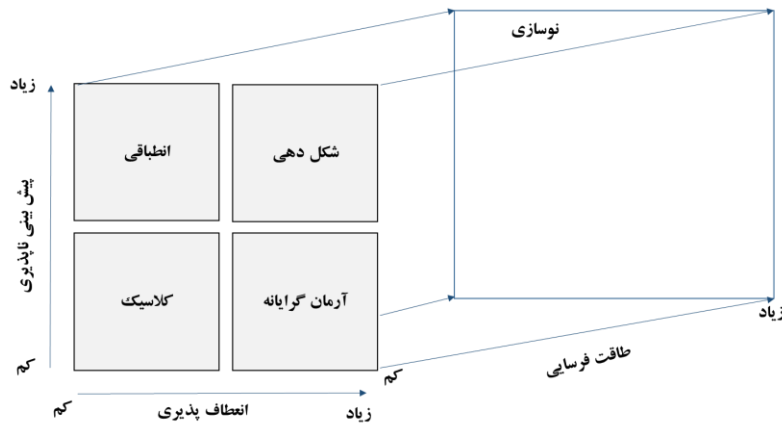 نوسازی
زیاد
انطباقی
شکل دهی
پیش بینی ناپذیری
کلاسیک
آرمان گرایانه
زیاد
کم
طاقت فرسایی
کم
کم
انعطاف پذیری
زیاد